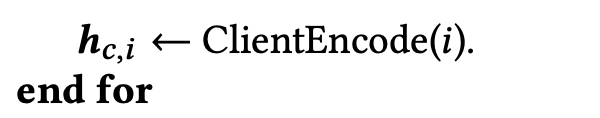 h_{c,i} ← ClientEncode(i).
end for